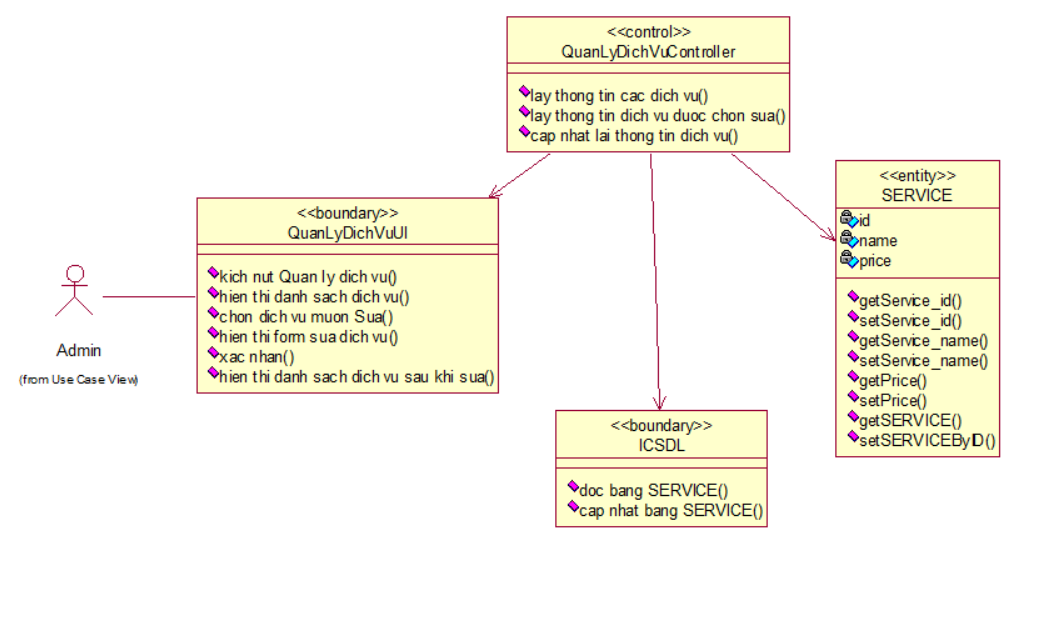 <<control>>
QuanLyDichVuController
lay thong tin cac dich vu()
lay thong tin dich vu duoc chon sua()
cap nhat lai thong tin dich vu()
<<boundary>>
QuanLyDichVuUI
kich nut Quan ly dich vu()
hien thi danh sach dich vu()
chon dich vu muon Sua()
hien thi form sua dich vu()
xac nhan()
hien thi danh sach dich vu sau khi sua()
Admin
(from Use Case View)
<<entity>>
SERVICE
id
name
price
getService_id()
setService_id()
getService_name()
setService_name()
getPrice()
setPrice()
getSERVICE()
setSERVICEByID()
<<boundary>>
ICSDL
doc bang SERVICE()
cap nhat bang SERVICE()